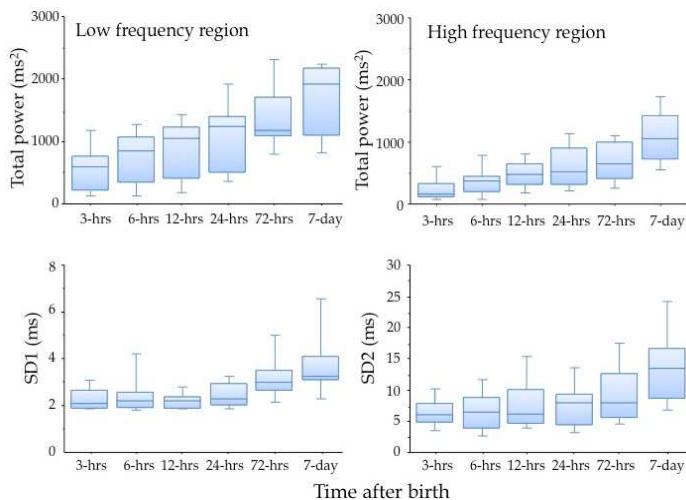 Low frequency region
Total power (ms²)
3000
2000
1000
0
3-hrs 6-hrs 12-hrs 24-hrs 72-hrs 7-day
High frequency region
Total power (ms²)
3000
2000
1000
0
3-hrs 6-hrs 12-hrs 24-hrs 72-hrs 7-day
SD1 (ms)
8
6
4
2
0
3-hrs 6-hrs 12-hrs 24-hrs 72-hrs 7-day
SD2 (ms)
30
25
20
15
10
5
0
3-hrs 6-hrs 12-hrs 24-hrs 72-hrs 7-day
Time after birth